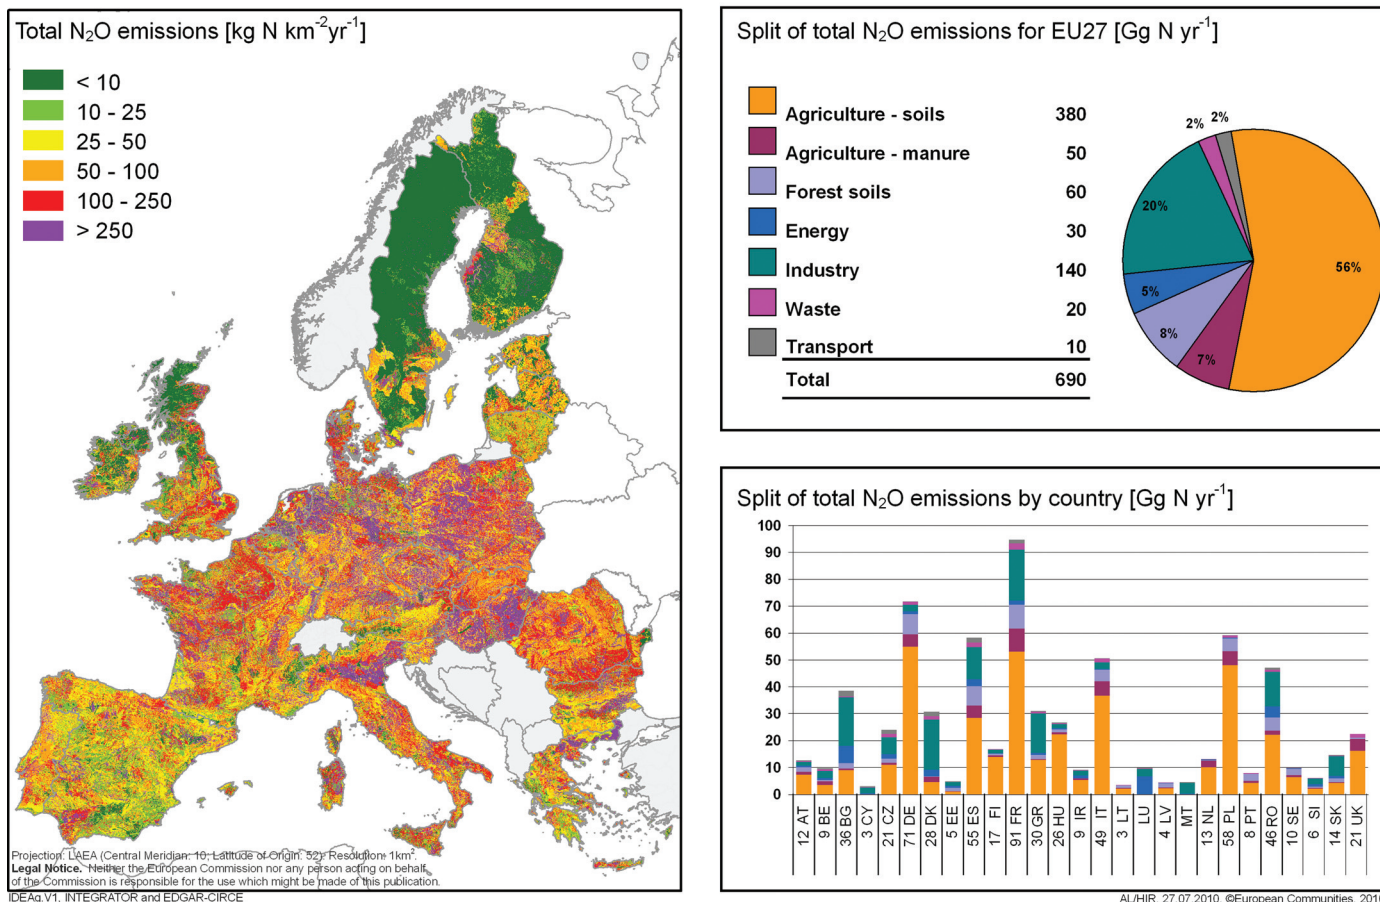 Total N₂O emissions [kg N km⁻²yr⁻¹]
< 10
10 - 25
25 - 50
50 - 100
100 - 250
> 250
Projection: LAEA (Central Meridian: 10; Latitude of Origin: 52). Resolution: 1km².
Legal Notice. Neither the European Commission nor any person acting on behalf
of the Commission is responsible for the use which might be made of this publication.
IDEAg.V1, INTEGRATOR and EDGAR-CIRCE
Split of total N₂O emissions for EU27 [Gg N yr⁻¹]
Agriculture - soils 380
Agriculture - manure 50
Forest soils 60
Energy 30
Industry 140
Waste 20
Transport 10
Total 690
2% 2%
20%
56%
5%
8%
7%
Split of total N₂O emissions by country [Gg N yr⁻¹]
100
90
80
70
60
50
40
30
20
10
0
12 AT
9 BE
36 BG
3 CY
21 CZ
71 DE
28 DK
5 EE
55 ES
17 FI
91 FR
30 GR
26 HU
9 IR
49 IT
3 LT
LU
4 LV
MT
13 NL
58 PL
8 PT
46 RO
10 SE
6 SI
14 SK
21 UK
AL/HIR, 27.07.2010, ©European Communities, 2010